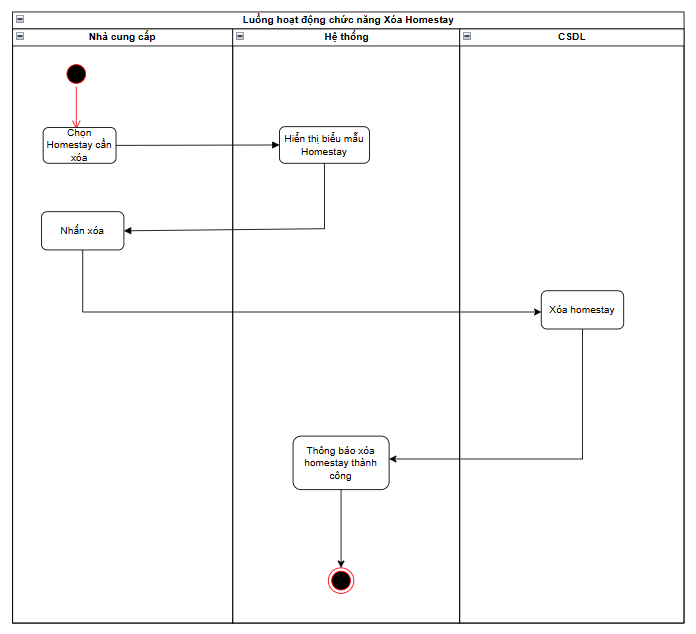 Luồng hoạt động chức năng Xóa Homestay
Nhà cung cấp
Hệ thống
CSDL
Chọn
Homestay cần
xóa
Hiển thị biểu mẫu
Homestay
Nhấn xóa
Xóa homestay
Thông báo xóa
homestay thành
công